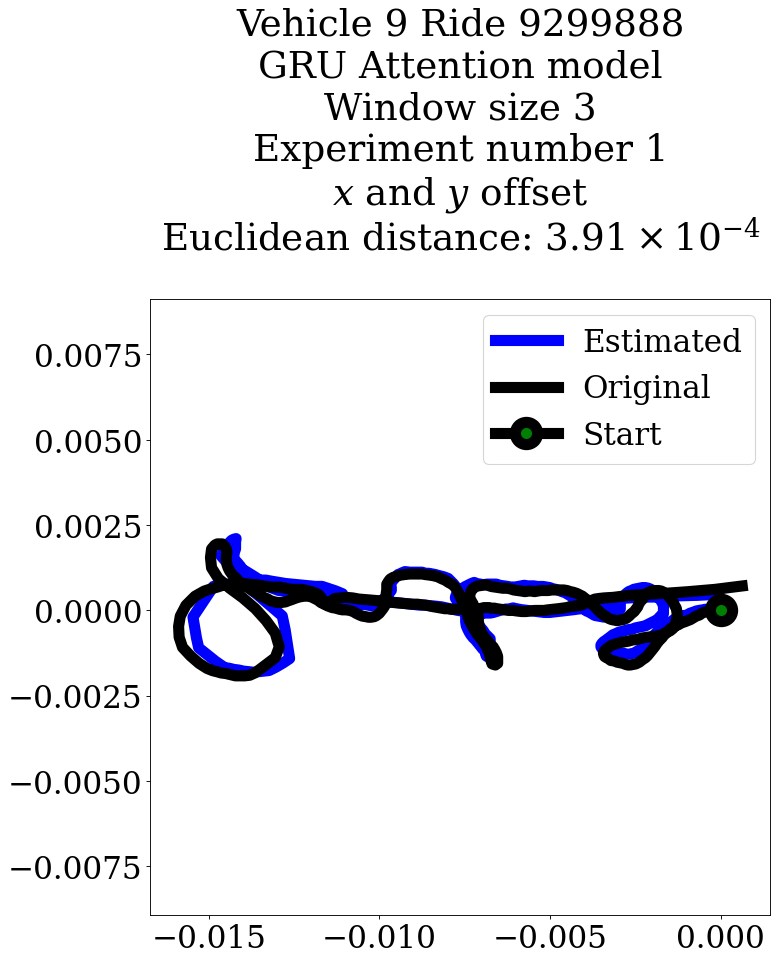 Vehicle 9 Ride 9299888
GRU Attention model
Window size 3
Experiment number 1
x and y offset
Euclidean distance: 3.91 × 10⁻⁴
Estimated
Original
Start
0.0075
0.0050
0.0025
0.0000
−0.0025
−0.0050
−0.0075
−0.015 −0.010 −0.005 0.000